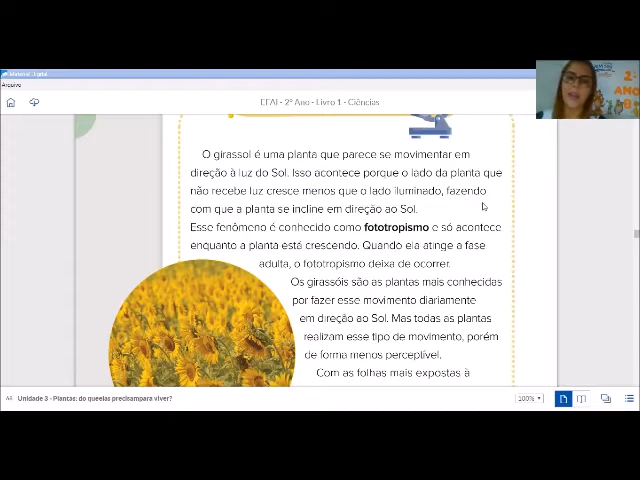 Material Digital
Arquivo
EFAI - 2º Ano - Livro 1 - Ciências
2º
ANO
B
O girassol é uma planta que parece se movimentar em
direção à luz do Sol. Isso acontece porque o lado da planta que
não recebe luz cresce menos que o lado iluminado, fazendo
com que a planta se incline em direção ao Sol.
Esse fenômeno é conhecido como fototropismo e só acontece
enquanto a planta está crescendo. Quando ela atinge a fase
adulta, o fototropismo deixa de ocorrer.
Os girassóis são as plantas mais conhecidas
por fazer esse movimento diariamente
em direção ao Sol. Mas todas as plantas
realizam esse tipo de movimento, porém
de forma menos perceptível.
Com as folhas mais expostas à
Unidade 3 - Plantas: do queelas precisampara viver?
100%